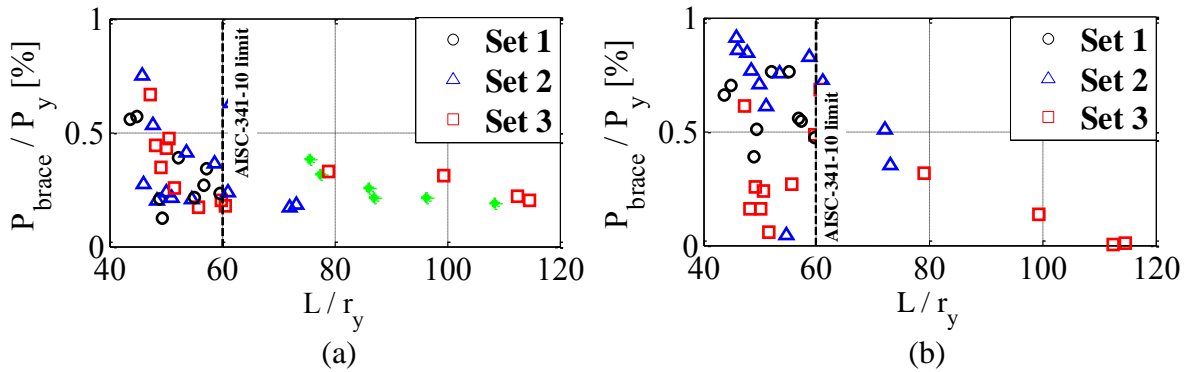 P_brace / P_y [%]
1
0.5
0
40 60 80 100 120
L / r_y
AISC-341-10 limit
Set 1
Set 2
Set 3
(a)
P_brace / P_y [%]
1
0.5
0
40 60 80 100 120
L / r_y
AISC-341-10 limit
Set 1
Set 2
Set 3
(b)